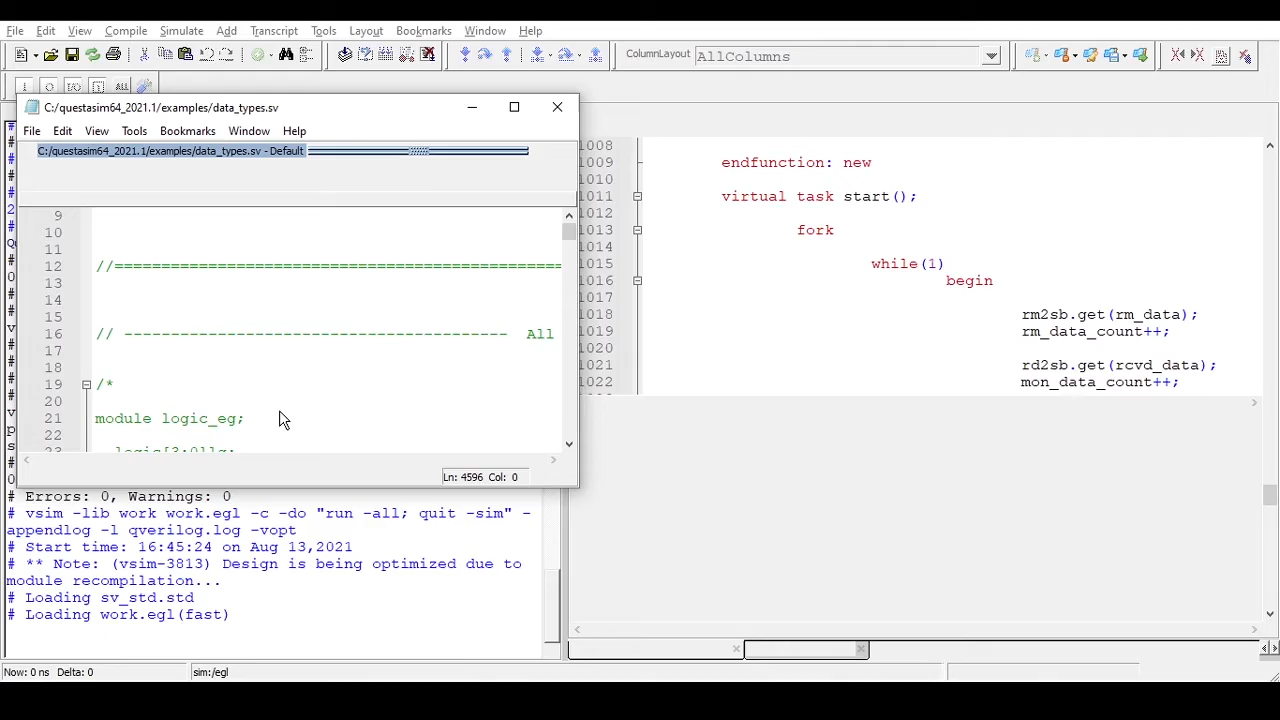 File Edit View Compile Simulate Add Transcript Tools Layout Bookmarks Window Help
ColumnLayout AllColumns
ALL
C:/questasim64_2021.1/examples/data_types.sv
File Edit View Tools Bookmarks Window Help
C:/questasim64_2021.1/examples/data_types.sv - Default
9
10
11
12 //================================================
13
14
15
16 // ----------------------------------------- All
17
18
19 /*
20
21 module logic_eg;
22
23 logic[3:0]lg;
Ln: 4596 Col: 0
1008
1009 endfunction: new
1010
1011 virtual task start();
1012
1013 fork
1014
1015 while(1)
1016 begin
1017
1018 rm2sb.get(rm_data);
1019 rm_data_count++;
1020
1021 rd2sb.get(rcvd_data);
1022 mon_data_count++;
# Errors: 0, Warnings: 0
# vsim -lib work work.egl -c -do "run -all; quit -sim" -
appendlog -l qverilog.log -vopt
# Start time: 16:45:24 on Aug 13,2021
# ** Note: (vsim-3813) Design is being optimized due to
module recompilation...
# Loading sv_std.std
# Loading work.egl(fast)
Now: 0 ns Delta: 0
sim:/egl